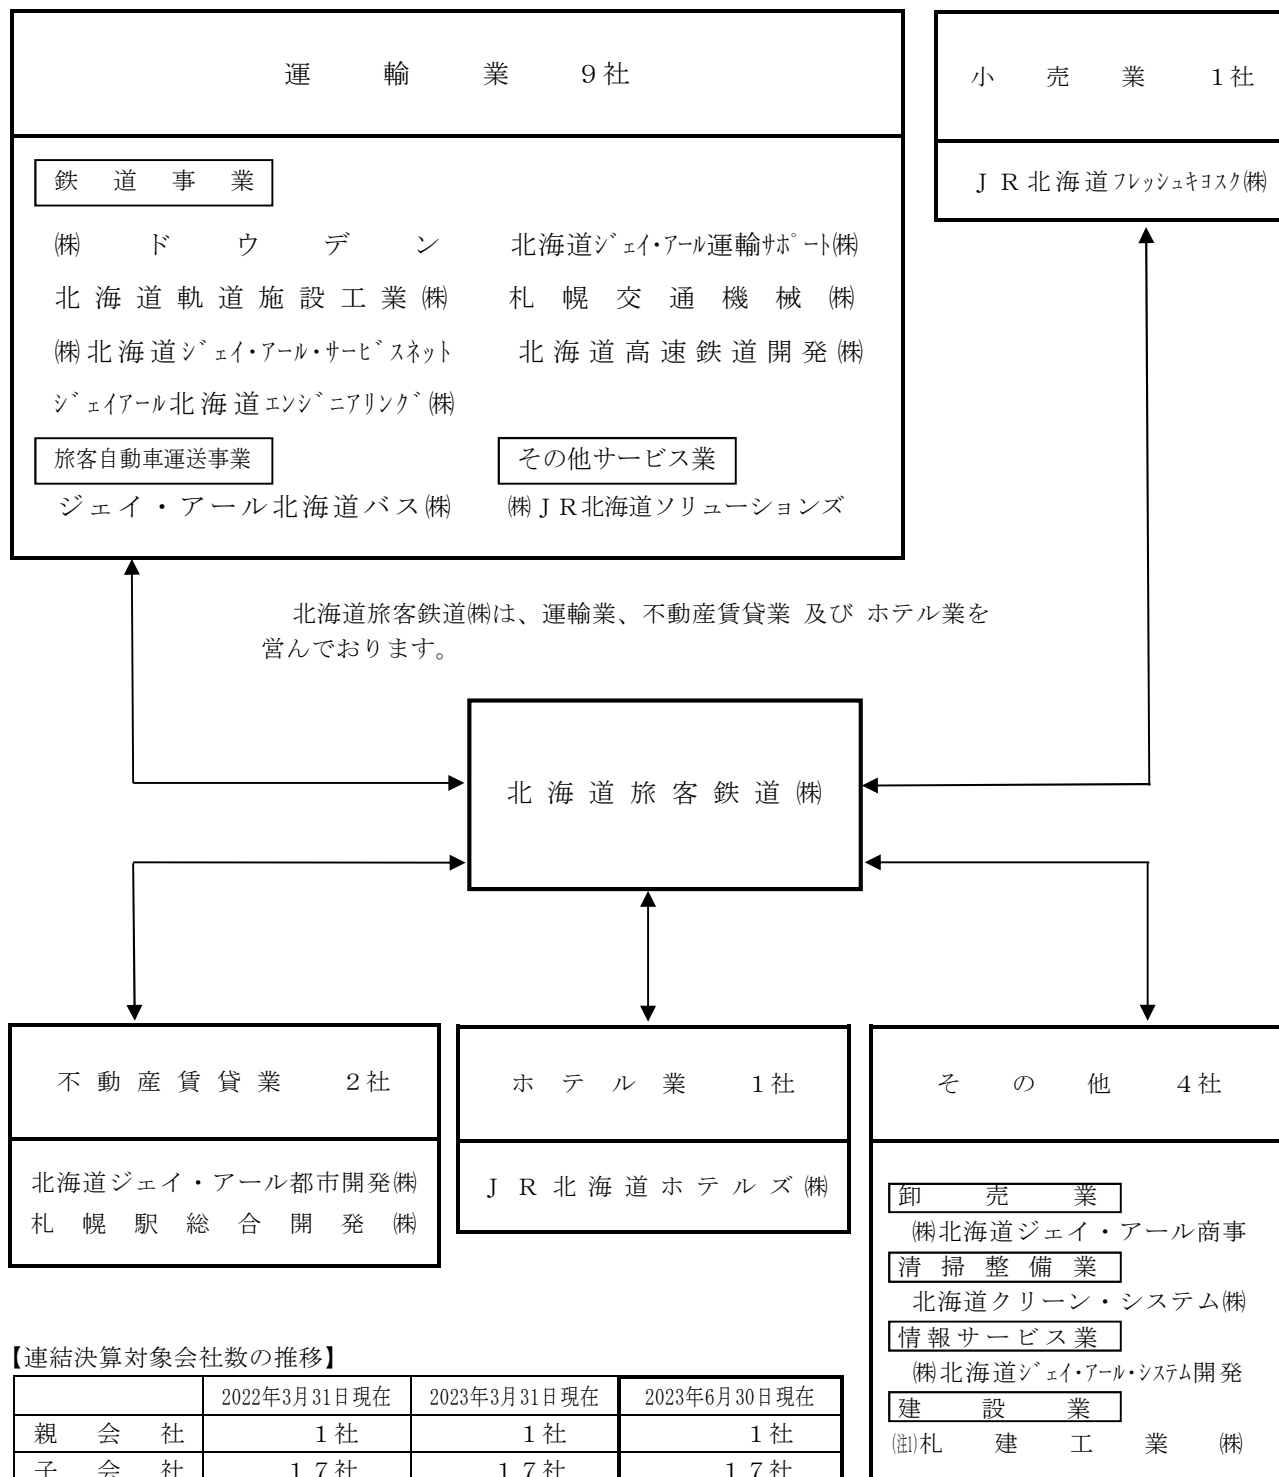 運輸業 9社
鉄道事業
㈱ドウデン 北海道ｼﾞｪｲ･ｱｰﾙ運輸ｻﾎﾟｰﾄ㈱
北海道軌道施設工業㈱ 札幌交通機械㈱
㈱北海道ｼﾞｪｲ･ｱｰﾙ･ｻｰﾋﾞｽﾈｯﾄ 北海道高速鉄道開発㈱
ｼﾞｪｲｱｰﾙ北海道ｴﾝｼﾞﾆｱﾘﾝｸﾞ㈱
旅客自動車運送事業 その他サービス業
ジェイ・アール北海道バス㈱ ㈱ＪＲ北海道ソリューションズ
小売業 1社
ＪＲ北海道ﾌﾚｯｼｭｷﾖｽｸ㈱
北海道旅客鉄道㈱は、運輸業、不動産賃貸業 及び ホテル業を
営んでおります。
北海道旅客鉄道㈱
不動産賃貸業 2社
北海道ジェイ・アール都市開発㈱
札幌駅総合開発㈱
ホテル業 1社
ＪＲ北海道ホテルズ㈱
その他 4社
卸売業
㈱北海道ジェイ・アール商事
清掃整備業
北海道クリーン・システム㈱
情報サービス業
㈱北海道ｼﾞｪｲ･ｱｰﾙ･ｼｽﾃﾑ開発
建設業
(注1)札建工業㈱
【連結決算対象会社数の推移】
2022年3月31日現在 2023年3月31日現在 2023年6月30日現在
親会社 1社 1社 1社
子会社 17社 17社 17社